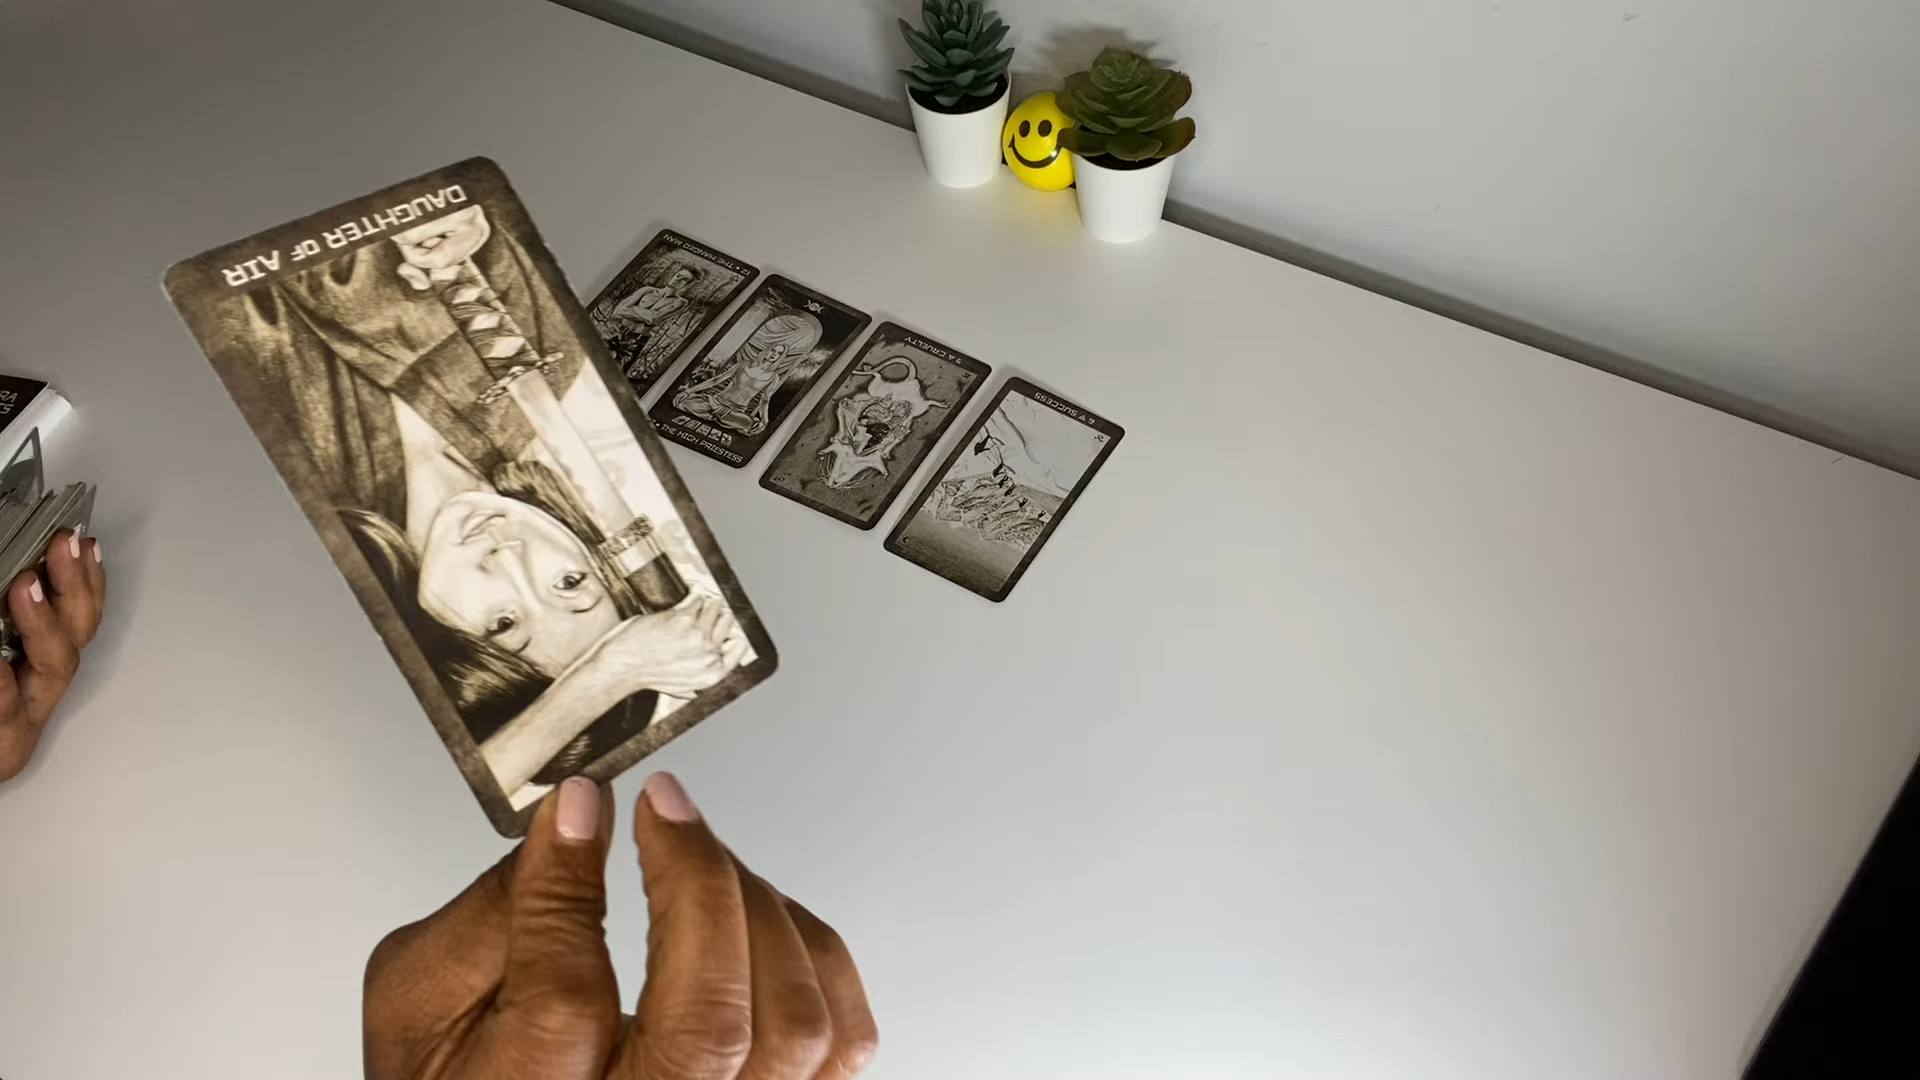 DAUGHTER OF AIR
12 • THE HANGED MAN
• THE HIGH PRIESTESS
9 ▲ CRUELTY
6 ▼ SUCCESS